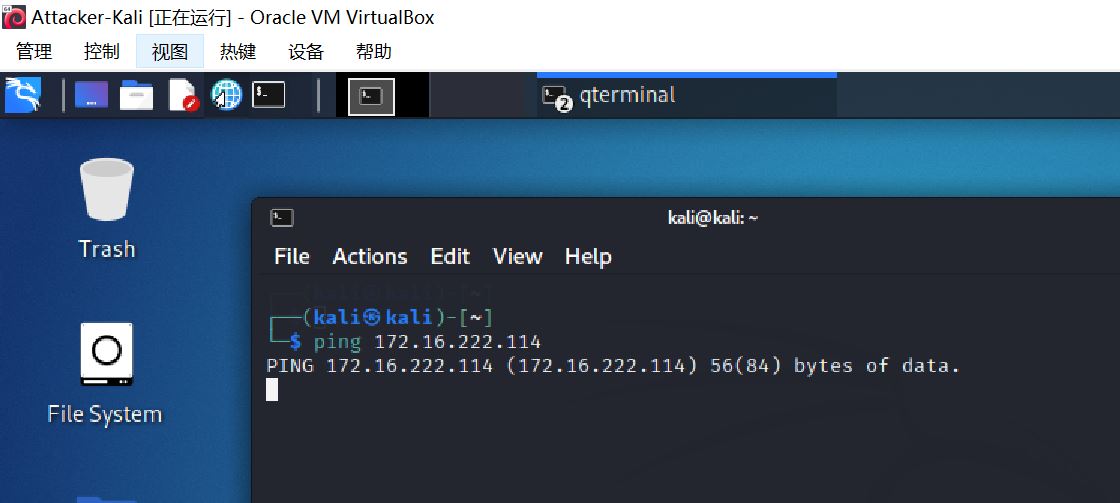 Attacker-Kali [正在运行] - Oracle VM VirtualBox
管理 控制 视图 热键 设备 帮助
2 qterminal
Trash
kali@kali: ~
File Actions Edit View Help
┌──(kali㉿kali)-[~]
└─$ ping 172.16.222.114
PING 172.16.222.114 (172.16.222.114) 56(84) bytes of data.
File System